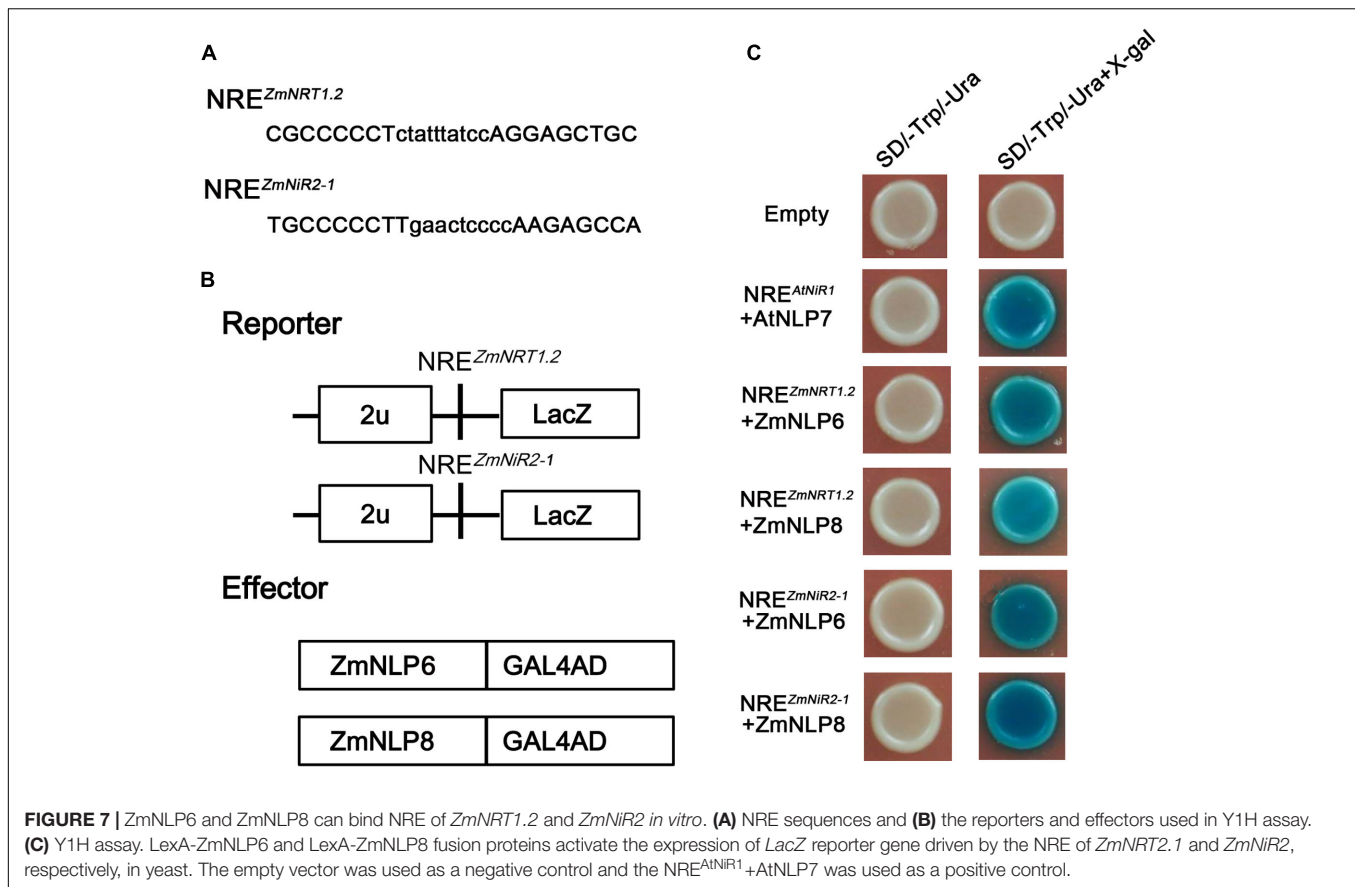 A
NRE^ZmNRT1.2
CGCCCCCTctatttatccAGGAGCTGC
NRE^ZmNiR2-1
TGCCCCCTTgaactccccAAGAGCCA
B
Reporter
NRE^ZmNRT1.2
2u
LacZ
NRE^ZmNiR2-1
2u
LacZ
Effector
ZmNLP6
GAL4AD
ZmNLP8
GAL4AD
C
SD/-Trp/-Ura
SD/-Trp/-Ura+X-gal
Empty
NRE^AtNiR1
+AtNLP7
NRE^ZmNRT1.2
+ZmNLP6
NRE^ZmNRT1.2
+ZmNLP8
NRE^ZmNiR2-1
+ZmNLP6
NRE^ZmNiR2-1
+ZmNLP8
FIGURE 7 | ZmNLP6 and ZmNLP8 can bind NRE of ZmNRT1.2 and ZmNiR2 in vitro. (A) NRE sequences and (B) the reporters and effectors used in Y1H assay.
(C) Y1H assay. LexA-ZmNLP6 and LexA-ZmNLP8 fusion proteins activate the expression of LacZ reporter gene driven by the NRE of ZmNRT2.1 and ZmNiR2,
respectively, in yeast. The empty vector was used as a negative control and the NRE^AtNiR1+AtNLP7 was used as a positive control.